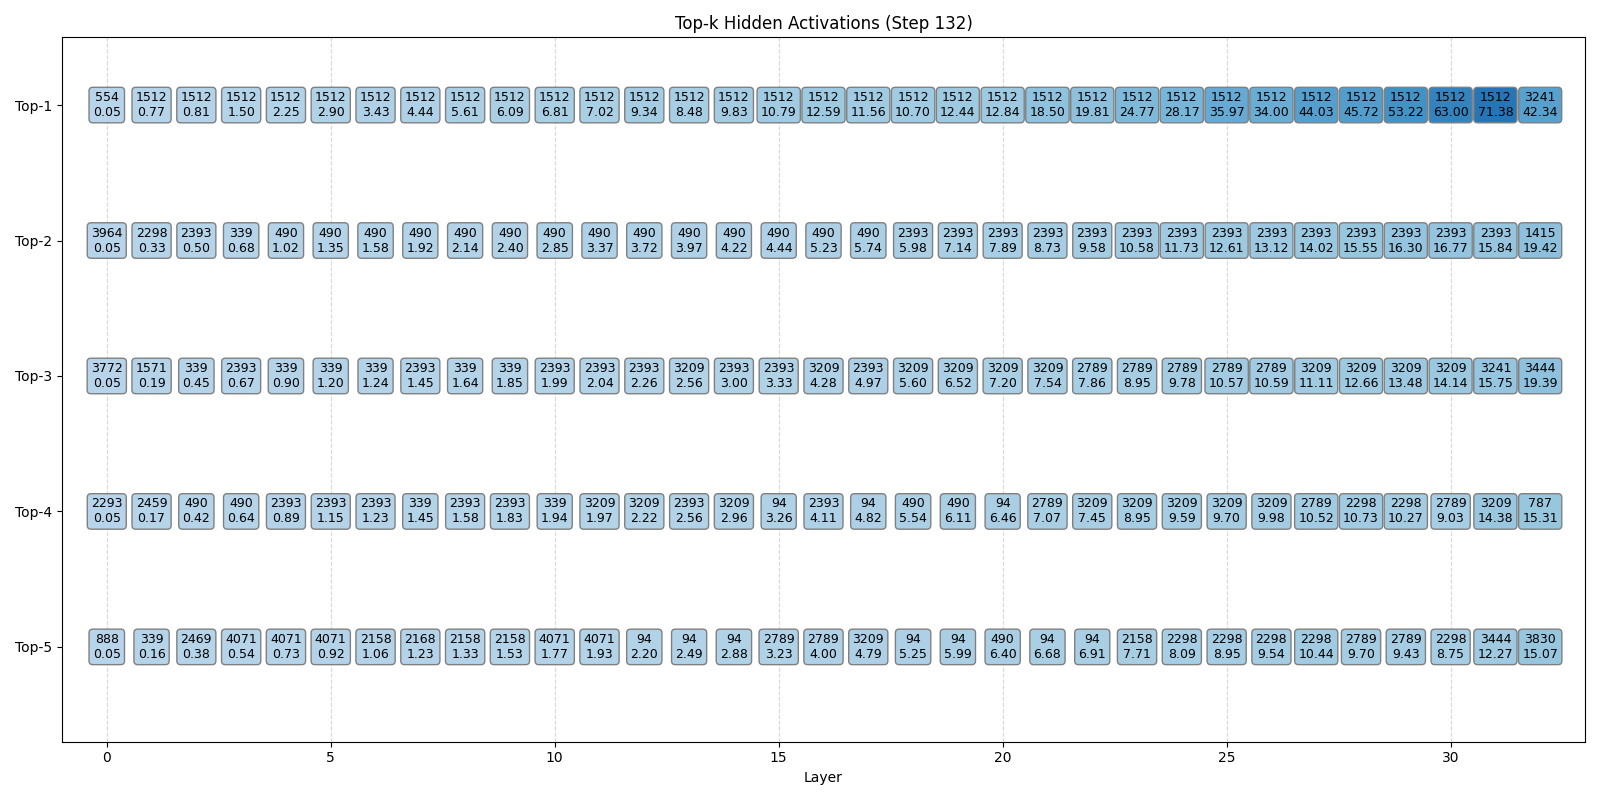 Top-k Hidden Activations (Step 132)
Top-1
554 1512 1512 1512 1512 1512 1512 1512 1512 1512 1512 1512 1512 1512 1512 1512 1512 1512 1512 1512 1512 1512 1512 1512 1512 1512 1512 1512 1512 1512 1512 1512 3241
0.05 0.77 0.81 1.50 2.25 2.90 3.43 4.44 5.61 6.09 6.81 7.02 9.34 8.48 9.83 10.79 12.59 11.56 10.70 12.44 12.84 18.50 19.81 24.77 28.17 35.97 34.00 44.03 45.72 53.22 63.00 71.38 42.34
Top-2
3964 2298 2393 339 490 490 490 490 490 490 490 490 490 490 490 490 490 490 2393 2393 2393 2393 2393 2393 2393 2393 2393 2393 2393 2393 2393 2393 1415
0.05 0.33 0.50 0.68 1.02 1.35 1.58 1.92 2.14 2.40 2.85 3.37 3.72 3.97 4.22 4.44 5.23 5.74 5.98 7.14 7.89 8.73 9.58 10.58 11.73 12.61 13.12 14.02 15.55 16.30 16.77 15.84 19.42
Top-3
3772 1571 339 2393 339 339 339 2393 339 339 2393 2393 2393 3209 2393 2393 3209 2393 3209 3209 3209 3209 2789 2789 2789 2789 2789 3209 3209 3209 3209 3241 3444
0.05 0.19 0.45 0.67 0.90 1.20 1.24 1.45 1.64 1.85 1.99 2.04 2.26 2.56 3.00 3.33 4.28 4.97 5.60 6.52 7.20 7.54 7.86 8.95 9.78 10.57 10.59 11.11 12.66 13.48 14.14 15.75 19.39
Top-4
2293 2459 490 490 2393 2393 2393 339 2393 2393 339 3209 3209 2393 3209 94 2393 94 490 490 94 2789 3209 3209 3209 3209 3209 2789 2298 2298 2789 3209 787
0.05 0.17 0.42 0.64 0.89 1.15 1.23 1.45 1.58 1.83 1.94 1.97 2.22 2.56 2.96 3.26 4.11 4.82 5.54 6.11 6.46 7.07 7.45 8.95 9.59 9.70 9.98 10.52 10.73 10.27 9.03 14.38 15.31
Top-5
888 339 2469 4071 4071 4071 2158 2168 2158 2158 4071 4071 94 94 94 2789 2789 3209 94 94 490 94 94 2158 2298 2298 2298 2298 2789 2789 2298 3444 3830
0.05 0.16 0.38 0.54 0.73 0.92 1.06 1.23 1.33 1.53 1.77 1.93 2.20 2.49 2.88 3.23 4.00 4.79 5.25 5.99 6.40 6.68 6.91 7.71 8.09 8.95 9.54 10.44 9.70 9.43 8.75 12.27 15.07
0 5 10 15 20 25 30
Layer